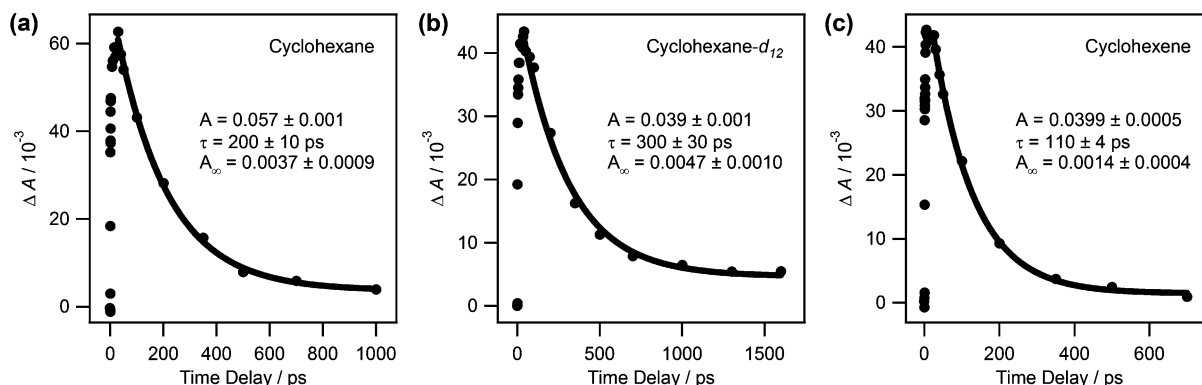 (a)
Cyclohexane
A = 0.057 ± 0.001
τ = 200 ± 10 ps
A∞ = 0.0037 ± 0.0009
Δ A / 10⁻³
60
40
20
0
0 200 400 600 800 1000
Time Delay / ps
(b)
Cyclohexane-d₁₂
A = 0.039 ± 0.001
τ = 300 ± 30 ps
A∞ = 0.0047 ± 0.0010
Δ A / 10⁻³
40
30
20
10
0
0 500 1000 1500
Time Delay / ps
(c)
Cyclohexene
A = 0.0399 ± 0.0005
τ = 110 ± 4 ps
A∞ = 0.0014 ± 0.0004
Δ A / 10⁻³
40
30
20
10
0
0 200 400 600
Time Delay / ps